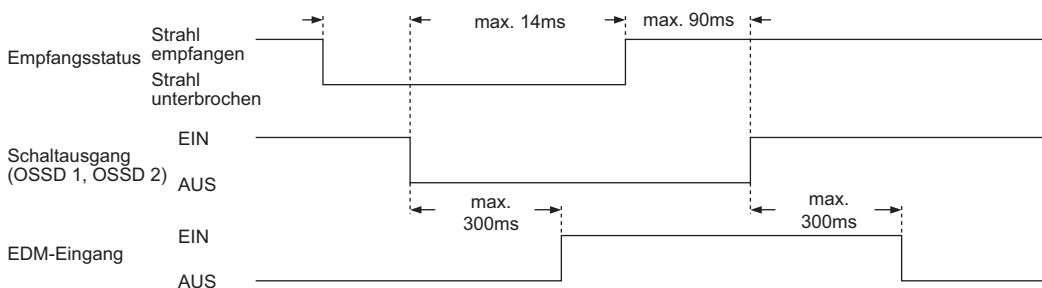 max. 14ms
max. 90ms
Empfangsstatus
Strahl
empfangen
Strahl
unterbrochen
Schaltausgang
(OSSD 1, OSSD 2)
EIN
AUS
max.
300ms
max.
300ms
EDM-Eingang
EIN
AUS